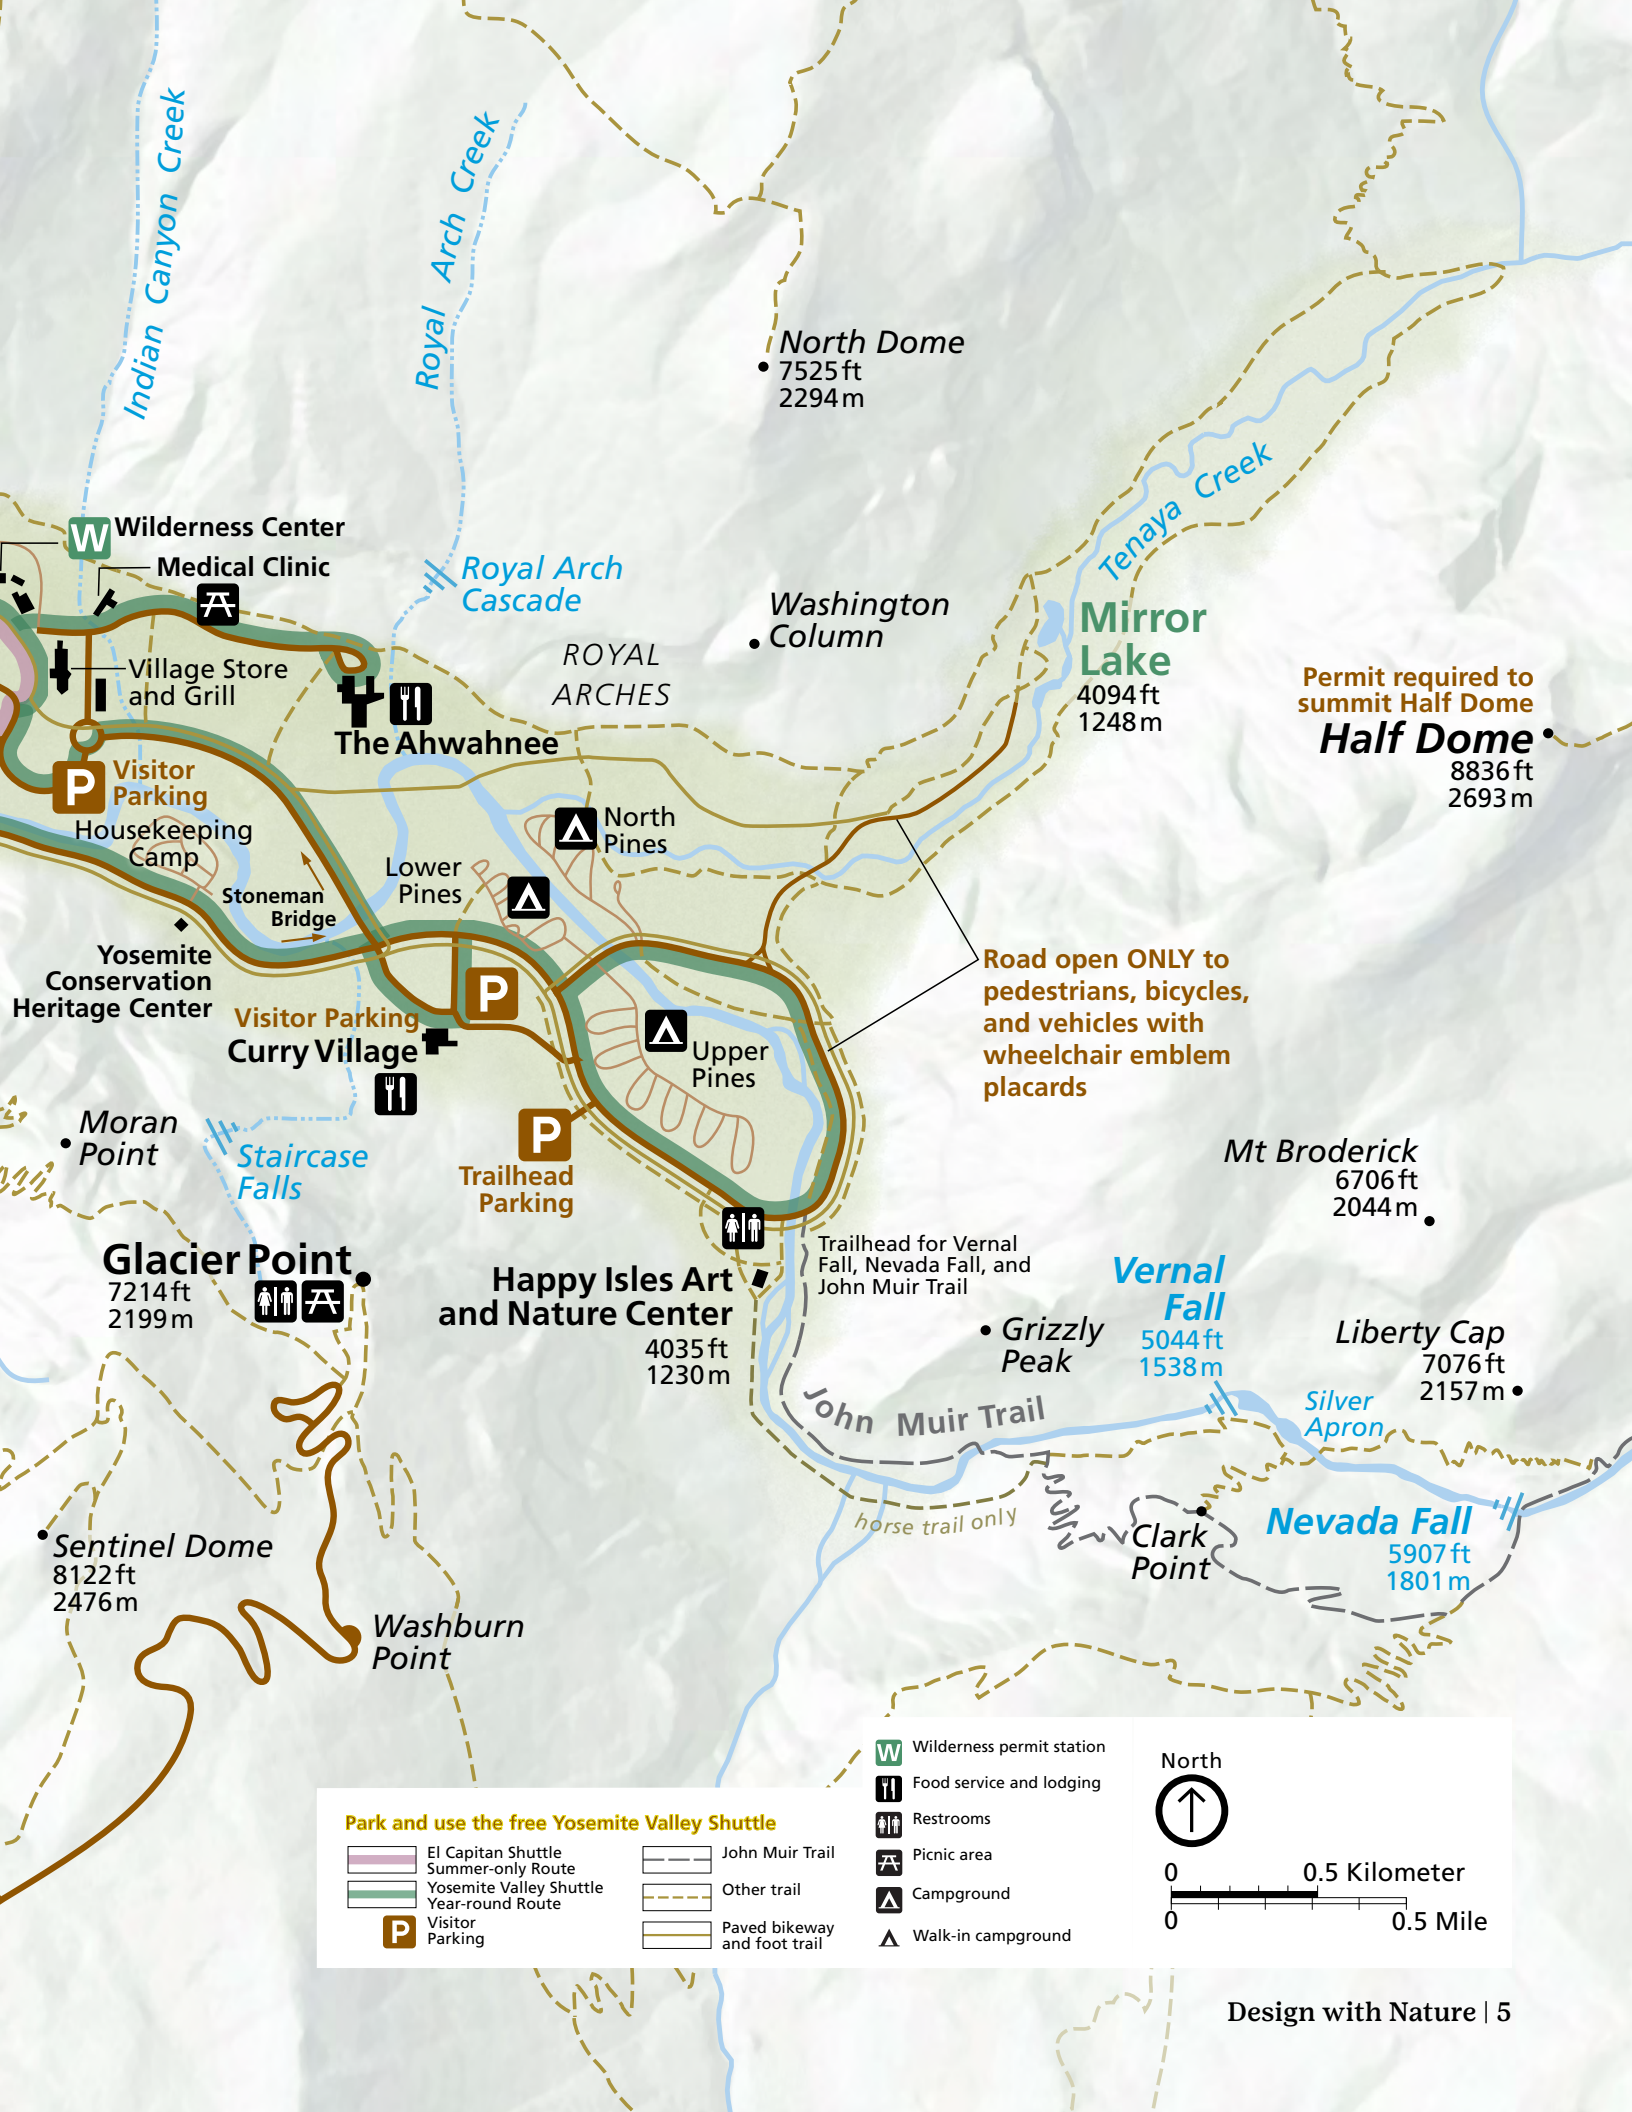 Indian Canyon Creek
Royal Arch Creek
North Dome
7525 ft
2294 m
Tenaya Creek
W
Wilderness Center
Medical Clinic
Royal Arch
Cascade
Washington
Column
Mirror
Lake
4094 ft
1248 m
ROYAL
ARCHES
Village Store
and Grill
Permit required to
summit Half Dome
Half Dome
8836 ft
2693 m
The Ahwahnee
P
Visitor
Parking
Housekeeping
Camp
North
Pines
Lower
Pines
Stoneman
Bridge
Yosemite
Conservation
Heritage Center
P
Visitor Parking
Curry Village
Road open ONLY to
pedestrians, bicycles,
and vehicles with
wheelchair emblem
placards
Upper
Pines
Moran
Point
Staircase
Falls
P
Trailhead
Parking
Mt Broderick
6706 ft
2044 m
Glacier Point
7214 ft
2199 m
Happy Isles Art
and Nature Center
4035 ft
1230 m
Trailhead for Vernal
Fall, Nevada Fall, and
John Muir Trail
Vernal
Fall
5044 ft
1538 m
Grizzly
Peak
Liberty Cap
7076 ft
2157 m
John Muir Trail
Silver
Apron
horse trail only
Clark
Point
Nevada Fall
5907 ft
1801 m
Sentinel Dome
8122 ft
2476 m
Washburn
Point
Park and use the free Yosemite Valley Shuttle
El Capitan Shuttle
Summer-only Route
Yosemite Valley Shuttle
Year-round Route
P
Visitor
Parking
John Muir Trail
Other trail
Paved bikeway
and foot trail
W
Wilderness permit station
Food service and lodging
Restrooms
Picnic area
Campground
Walk-in campground
North
0 0.5 Kilometer
0 0.5 Mile
Design with Nature | 5